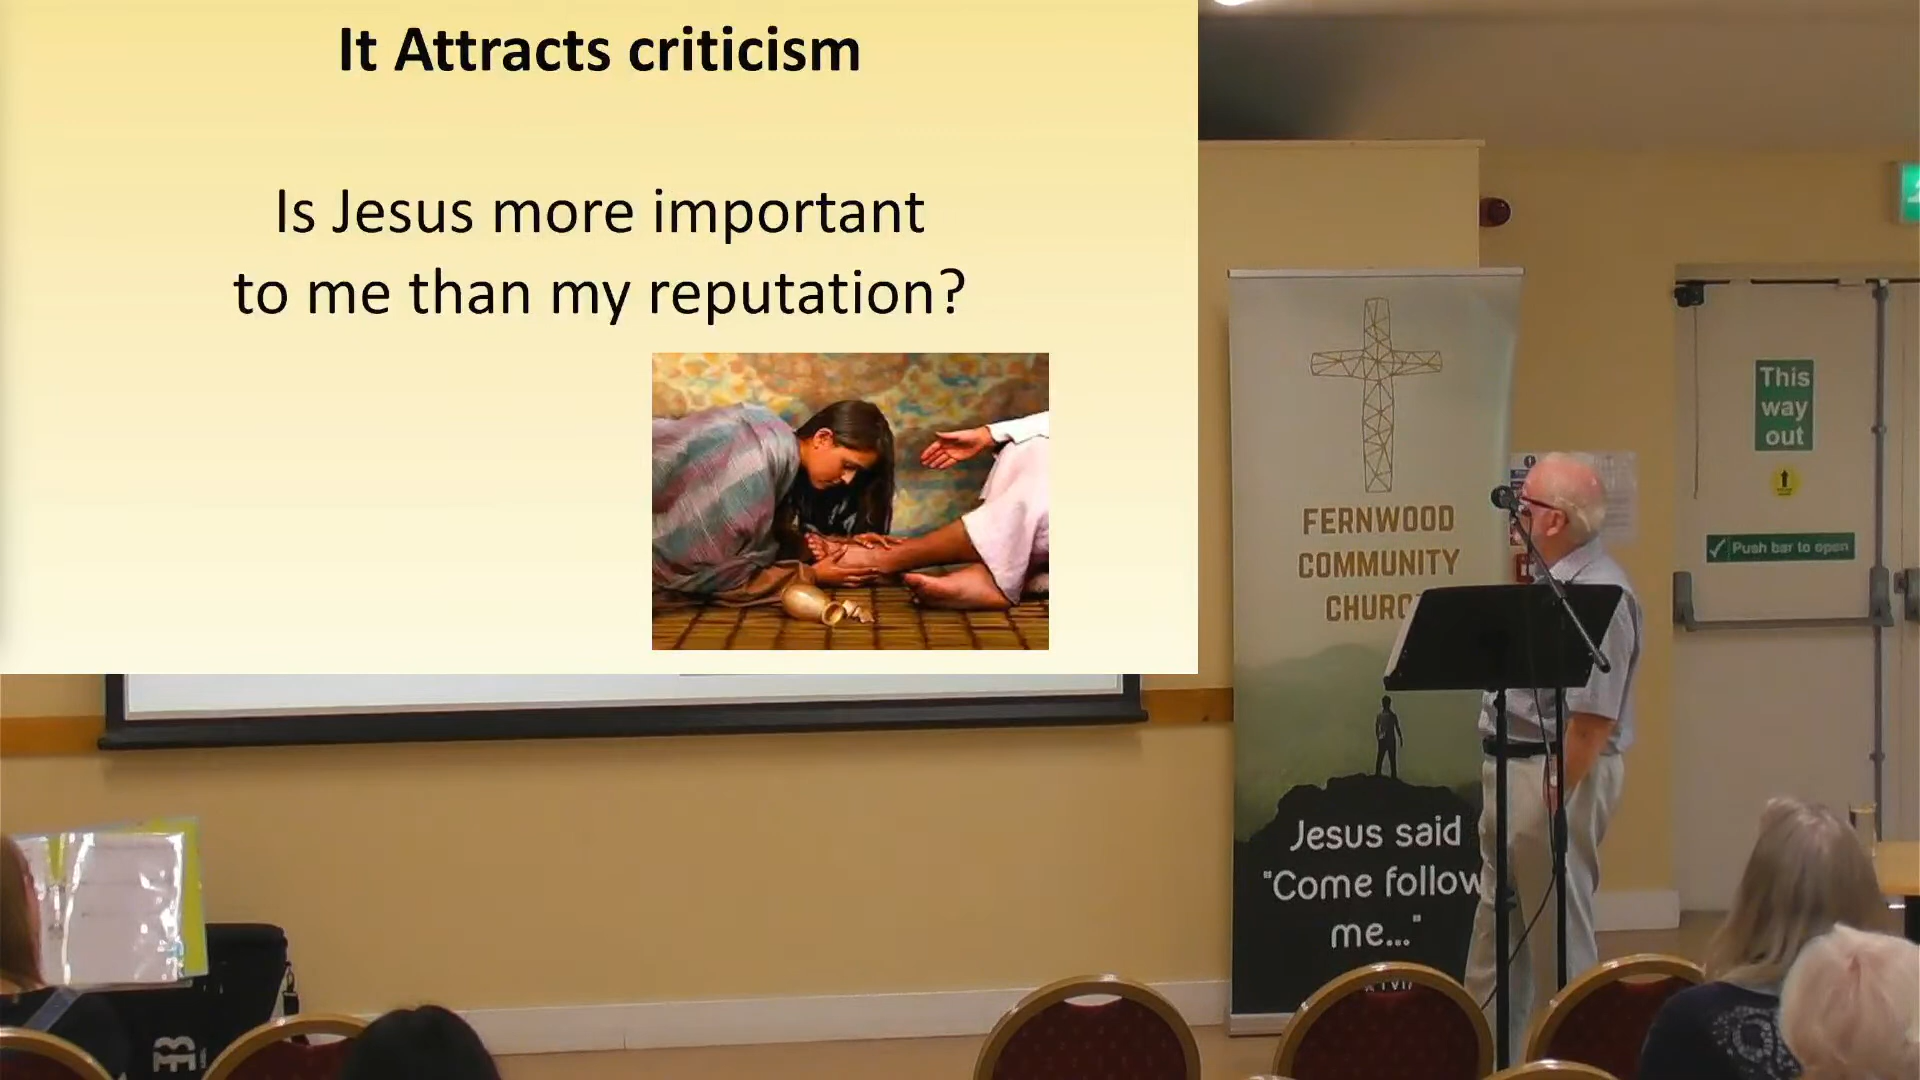 It Attracts criticism
Is Jesus more important
to me than my reputation?
FERNWOOD
COMMUNITY
Jesus said
"Come follow
me..."
This
way
out
Push bar to open